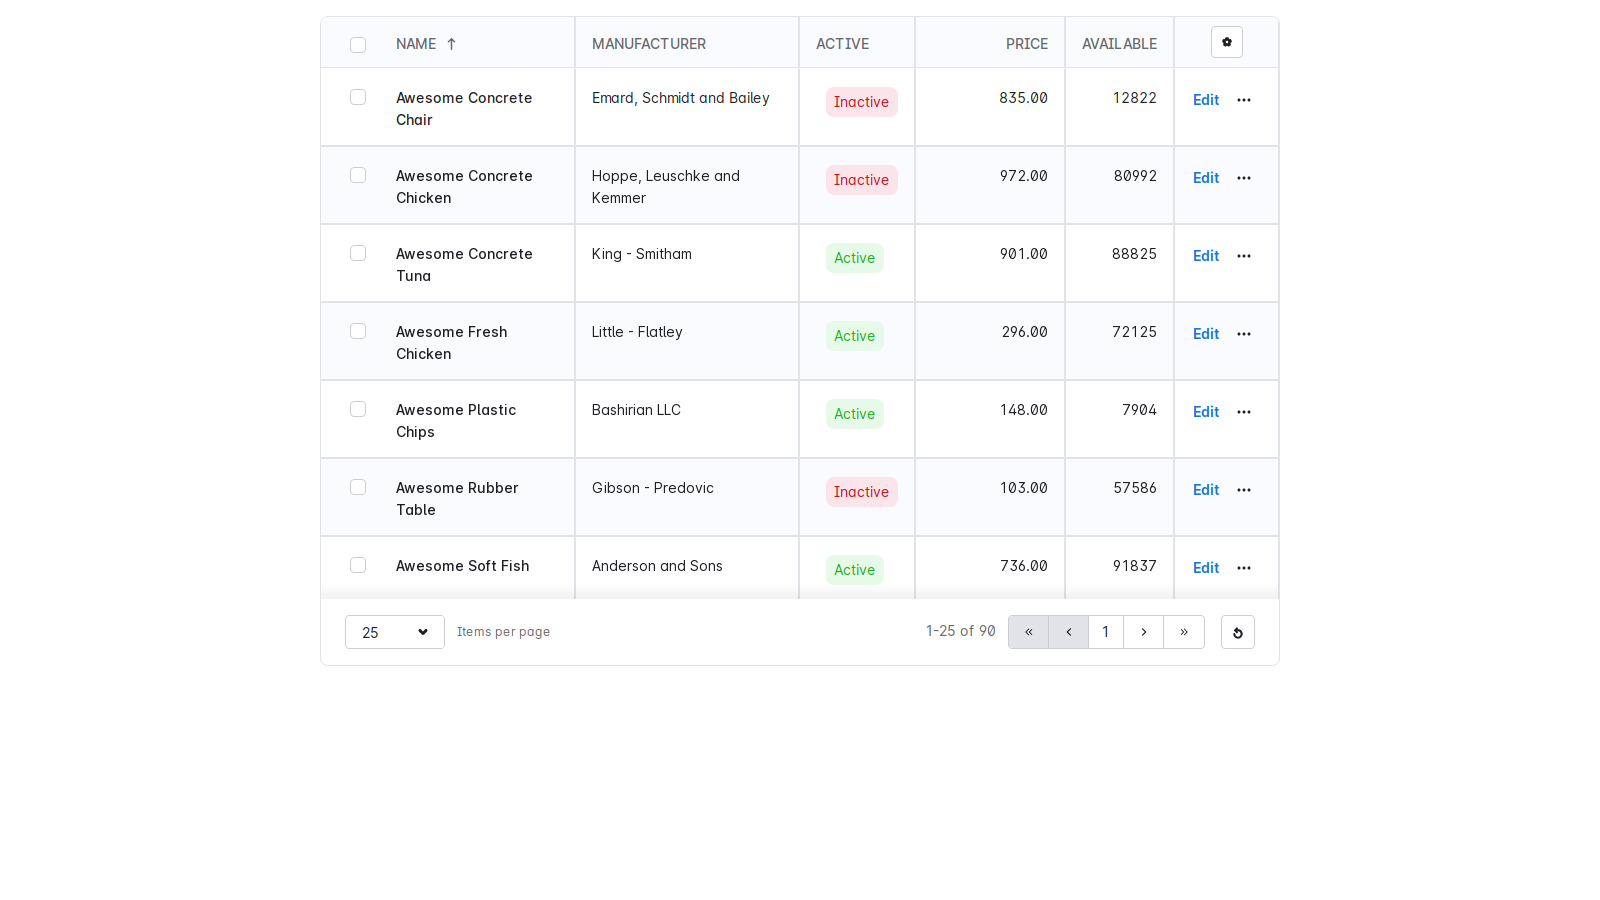 NAME ↑ MANUFACTURER ACTIVE PRICE AVAILABLE
Awesome Concrete Emard, Schmidt and Bailey Inactive 835.00 12822 Edit
Chair
Awesome Concrete Hoppe, Leuschke and Inactive 972.00 80992 Edit
Chicken Kemmer
Awesome Concrete King - Smitham Active 901.00 88825 Edit
Tuna
Awesome Fresh Little - Flatley Active 296.00 72125 Edit
Chicken
Awesome Plastic Bashirian LLC Active 148.00 7904 Edit
Chips
Awesome Rubber Gibson - Predovic Inactive 103.00 57586 Edit
Table
Awesome Soft Fish Anderson and Sons Active 736.00 91837 Edit
25 Items per page 1-25 of 90 « ‹ 1 › »